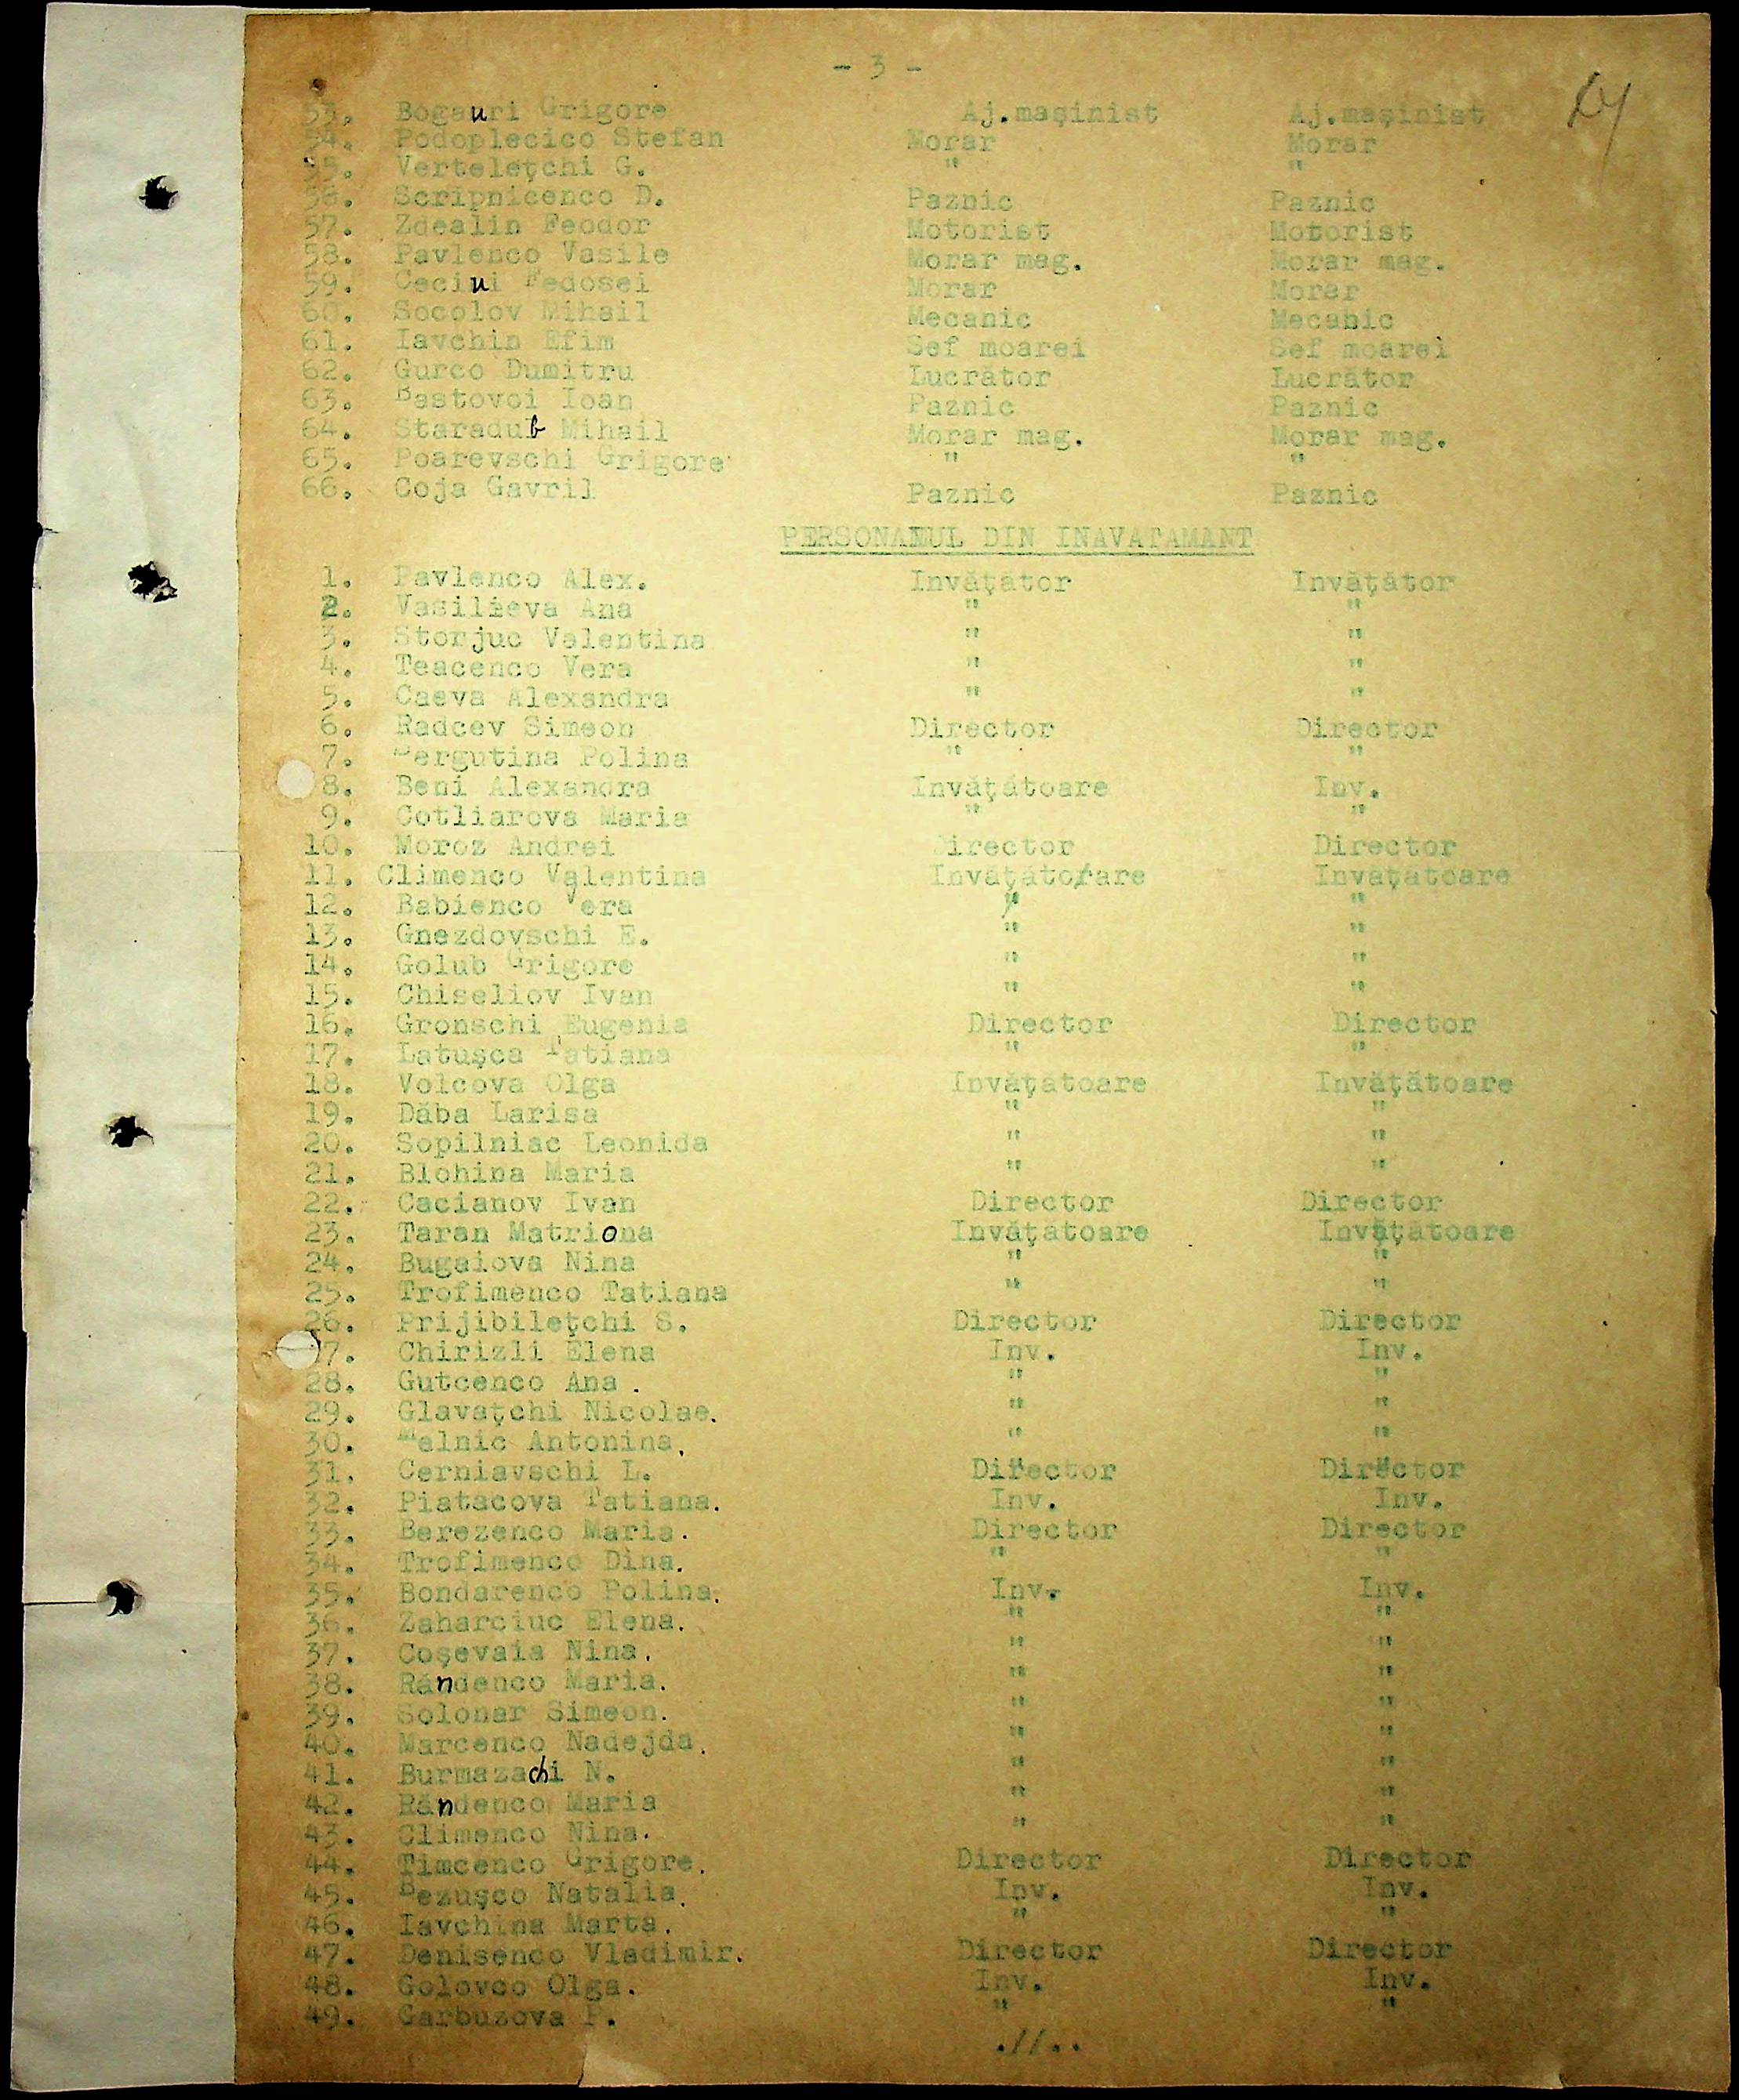 - 3 -
53. Bogauri Grigore Aj.maşinist Aj.maşinist
54. Podoplecico Stefan Morar Morar
55. Verteleţchi G. " "
56. Scripnicenco D. Paznic Paznic
57. Zdealin Feodor Motorist Motorist
58. Pavlenco Vasile Morar mag. Morar mag.
59. Ceciui Fedosei Morar Morar
60. Socolov Mihail Mecanic Mecanic
61. Iavchin Efim Sef moarei Sef moarei
62. Gurco Dumitru Lucrător Lucrător
63. Bastovoi Ioan Paznic Paznic
64. Staradub Mihail Morar mag. Morar mag.
65. Poarevschi Grigore " "
66. Coja Gavril Paznic Paznic
PERSONAMUL DIN INAVATAMANT
1. Pavlenco Alex. Invăţător Invăţător
2. Vasilieva Ana " "
3. Storjuc Valentina " "
4. Teacenco Vera " "
5. Caeva Alexandra " "
6. Radcev Simeon Director Director
7. Pergutina Polina " "
8. Beni Alexandra Invăţătoare Inv.
9. Cotliarova Maria " "
10. Moroz Andrei Director Director
11. Climenco Valentina Invăţătorare Invăţătoare
12. Babienco Vera " "
13. Gnezdovschi E. " "
14. Golub Grigore " "
15. Chiseliov Ivan " "
16. Gronschi Eugenia Director Director
17. Latuşca Tatiana " "
18. Volcova Olga Invăţătoare Invăţătoare
19. Dăba Larisa " "
20. Sopilniac Leonida " "
21. Blohina Maria " "
22. Cacianov Ivan Director Director
23. Taran Matriona Invăţătoare Invăţătoare
24. Bugaiova Nina " "
25. Trofimenco Tatiana " "
26. Prijibileţchi S. Director Director
27. Chirizli Elena Inv. Inv.
28. Gutcenco Ana . " "
29. Glavaţchi Nicolae. " "
30. Melnic Antonina. " "
31. Cerniavschi L. Director Director
32. Piatacova Tatiana. Inv. Inv.
33. Berezenco Maria. Director Director
34. Trofimenco Dina. " "
35. Bondarenco Polina. Inv. Inv.
36. Zaharciuc Elena. " "
37. Coşevaia Nina. " "
38. Răndenco Maria. " "
39. Solonar Simeon. " "
40. Marcenco Nadejda. " "
41. Burmazachi N. " "
42. Răndenco Maria " "
43. Climenco Nina. " "
44. Timcenco Grigore. Director Director
45. Bezuşco Natalia. Inv. Inv.
46. Iavchina Marta. " "
47. Denisenco Vladimir. Director Director
48. Golovco Olga. Inv. Inv.
49. Garbuzova P. " "
.//..